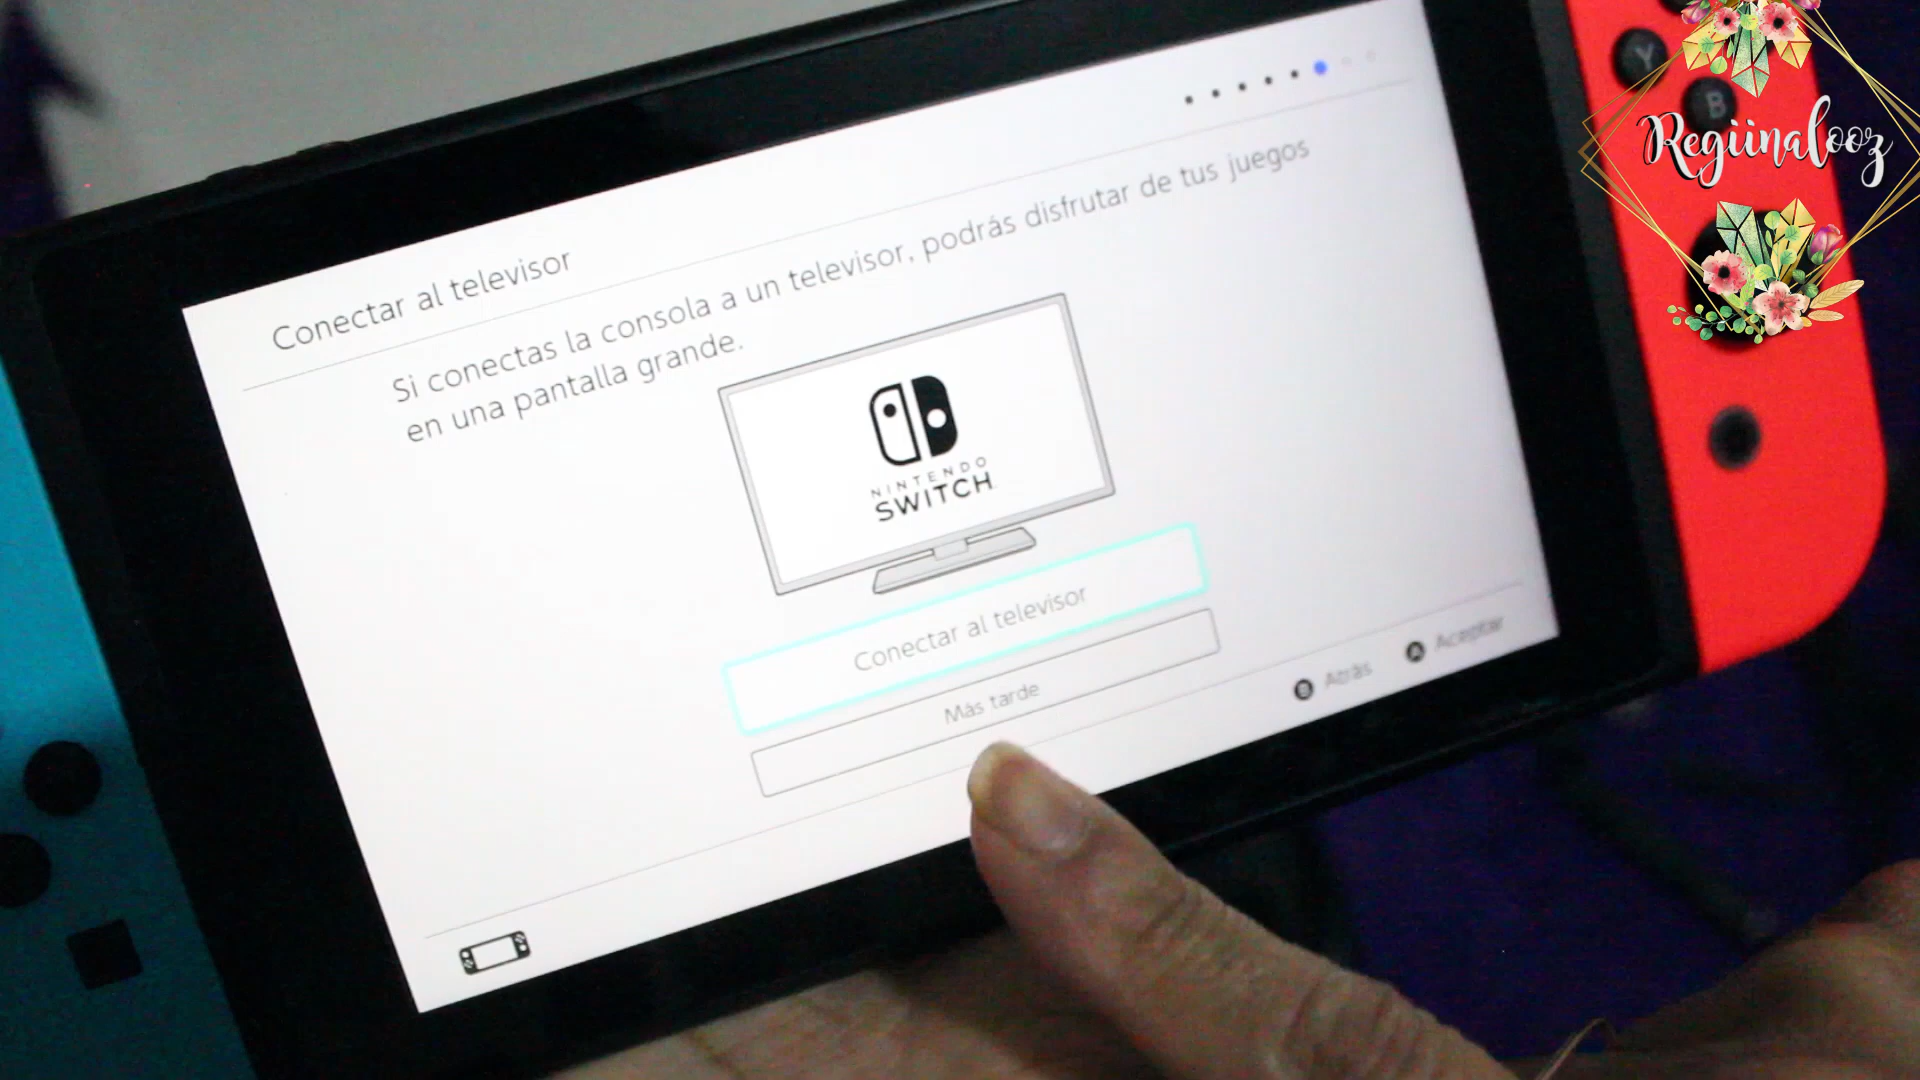 Y
B
Regiinalooz
Conectar al televisor
Si conectas la consola a un televisor, podrás disfrutar de tus juegos
en una pantalla grande.
NINTENDO
SWITCH
Conectar al televisor
Más tarde
B Atrás
A Aceptar